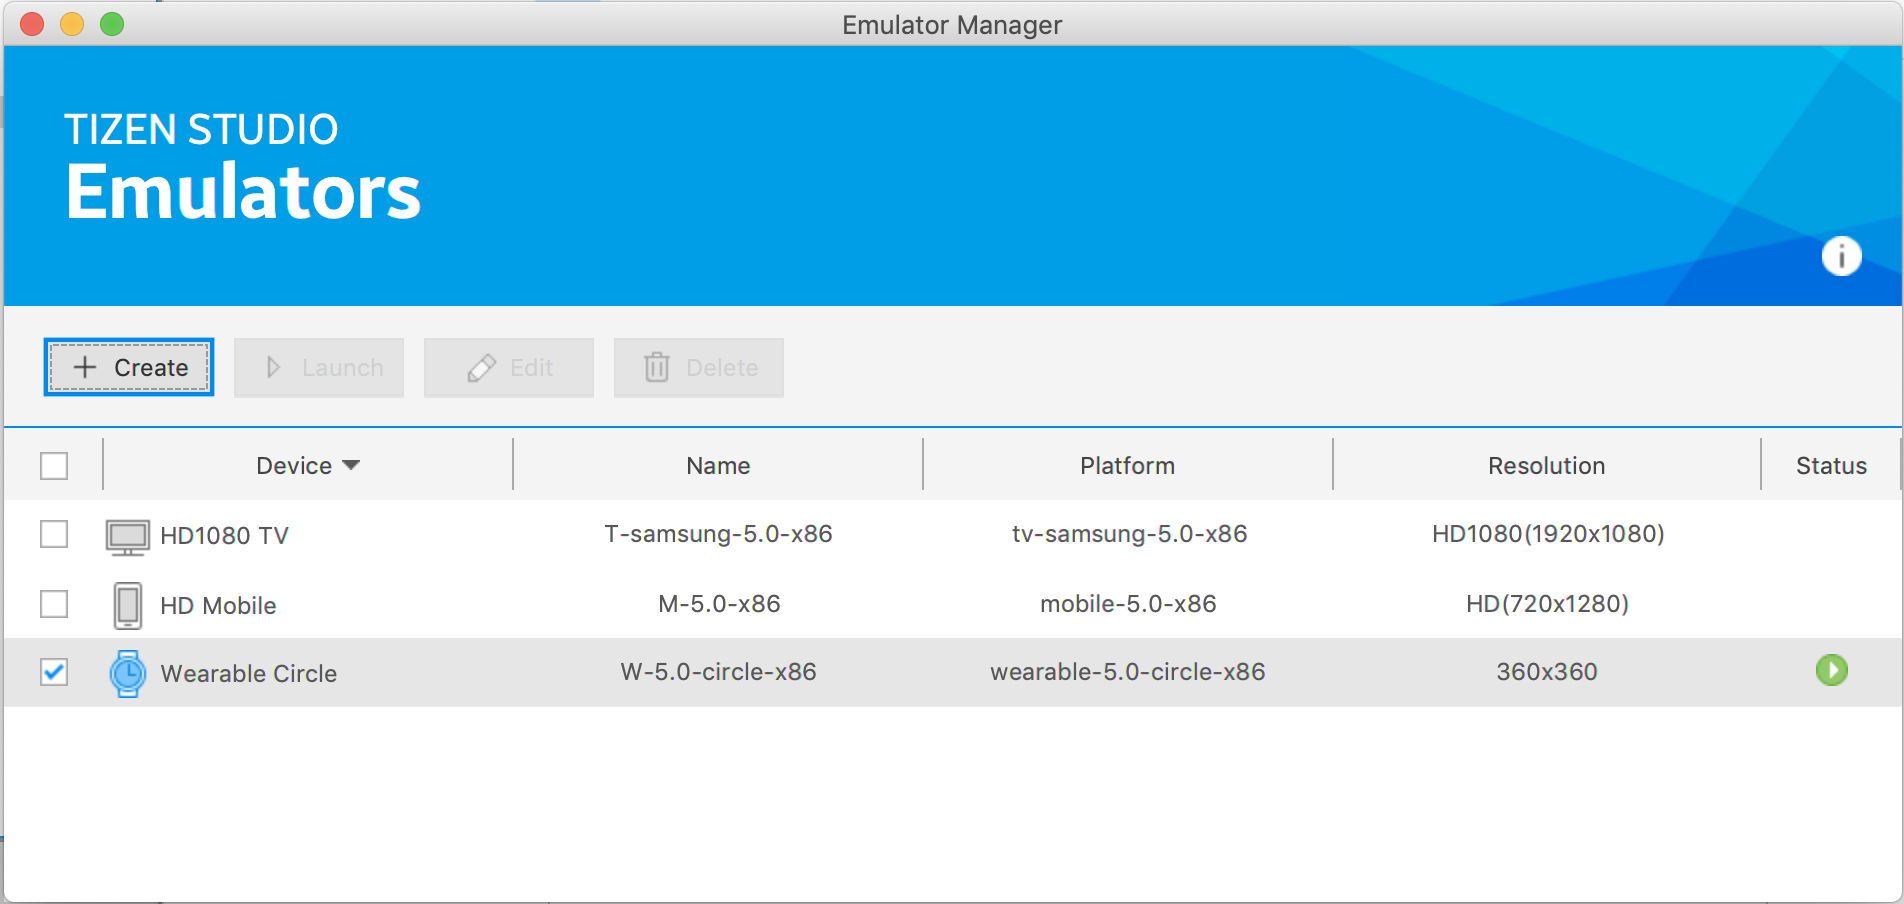 Emulator Manager
TIZEN STUDIO
Emulators
Create Launch Edit Delete
Device Name Platform Resolution Status
HD1080 TV T-samsung-5.0-x86 tv-samsung-5.0-x86 HD1080(1920x1080)
HD Mobile M-5.0-x86 mobile-5.0-x86 HD(720x1280)
Wearable Circle W-5.0-circle-x86 wearable-5.0-circle-x86 360x360